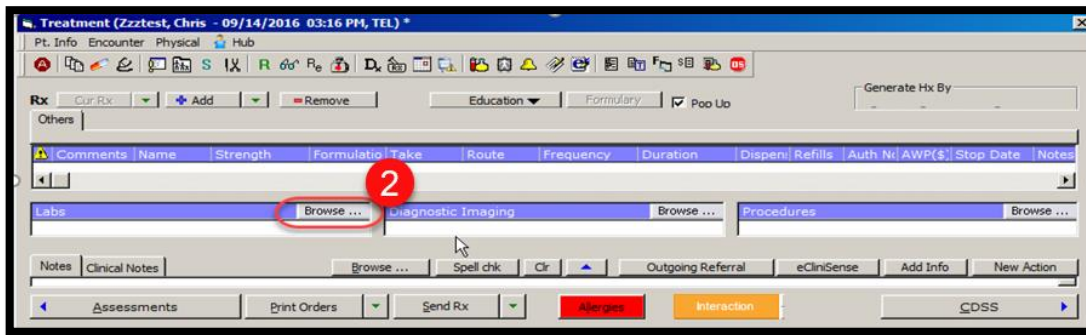 Treatment (Zzztest, Chris - 09/14/2016 03:16 PM, TEL) *
Pt. Info Encounter Physical Hub
Rx Cur Rx Add Remove Education Formulary Pop Up Generate Hx By
Others
Comments Name Strength Formulatio Take Route Frequency Duration Dispen: Refills Auth No AWP($) Stop Date Notes
2
Labs Browse ... Diagnostic Imaging Browse ... Procedures Browse ...
Notes Clinical Notes Browse ... Spell chk Clr Outgoing Referral eCliniSense Add Info New Action
Assessments Print Orders Send Rx Allergies Interaction CDSS